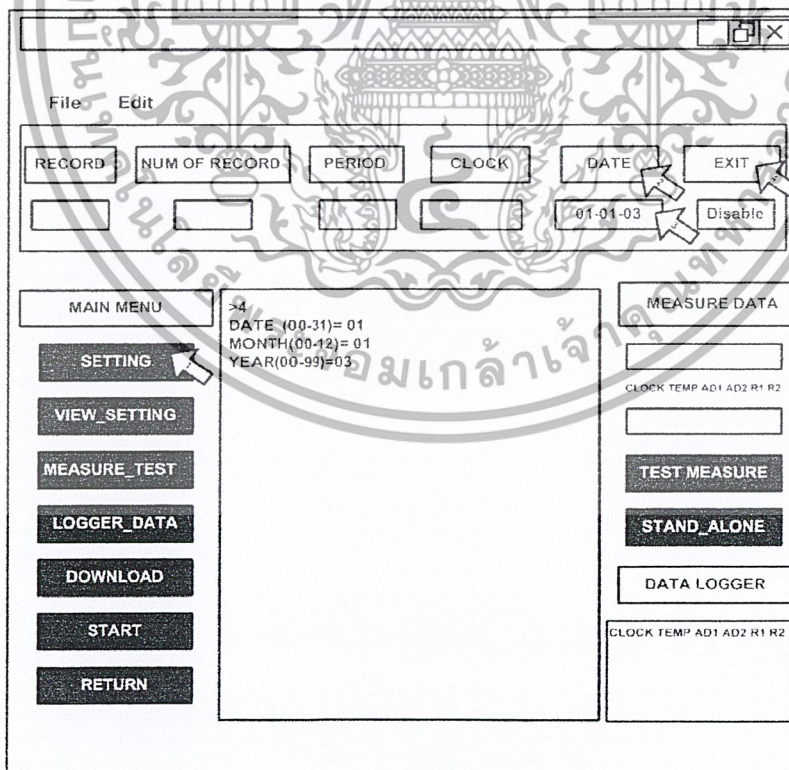 File Edit
RECORD NUM OF RECORD PERIOD CLOCK DATE EXIT
01-01-03 Disable
MAIN MENU
SETTING
VIEW_SETTING
MEASURE_TEST
LOGGER_DATA
DOWNLOAD
START
RETURN
>4
DATE (00-31)= 01
MONTH(00-12)= 01
YEAR(00-99)=03
MEASURE DATA
CLOCK TEMP AD1 AD2 R1 R2
TEST MEASURE
STAND_ALONE
DATA LOGGER
CLOCK TEMP AD1 AD2 R1 R2